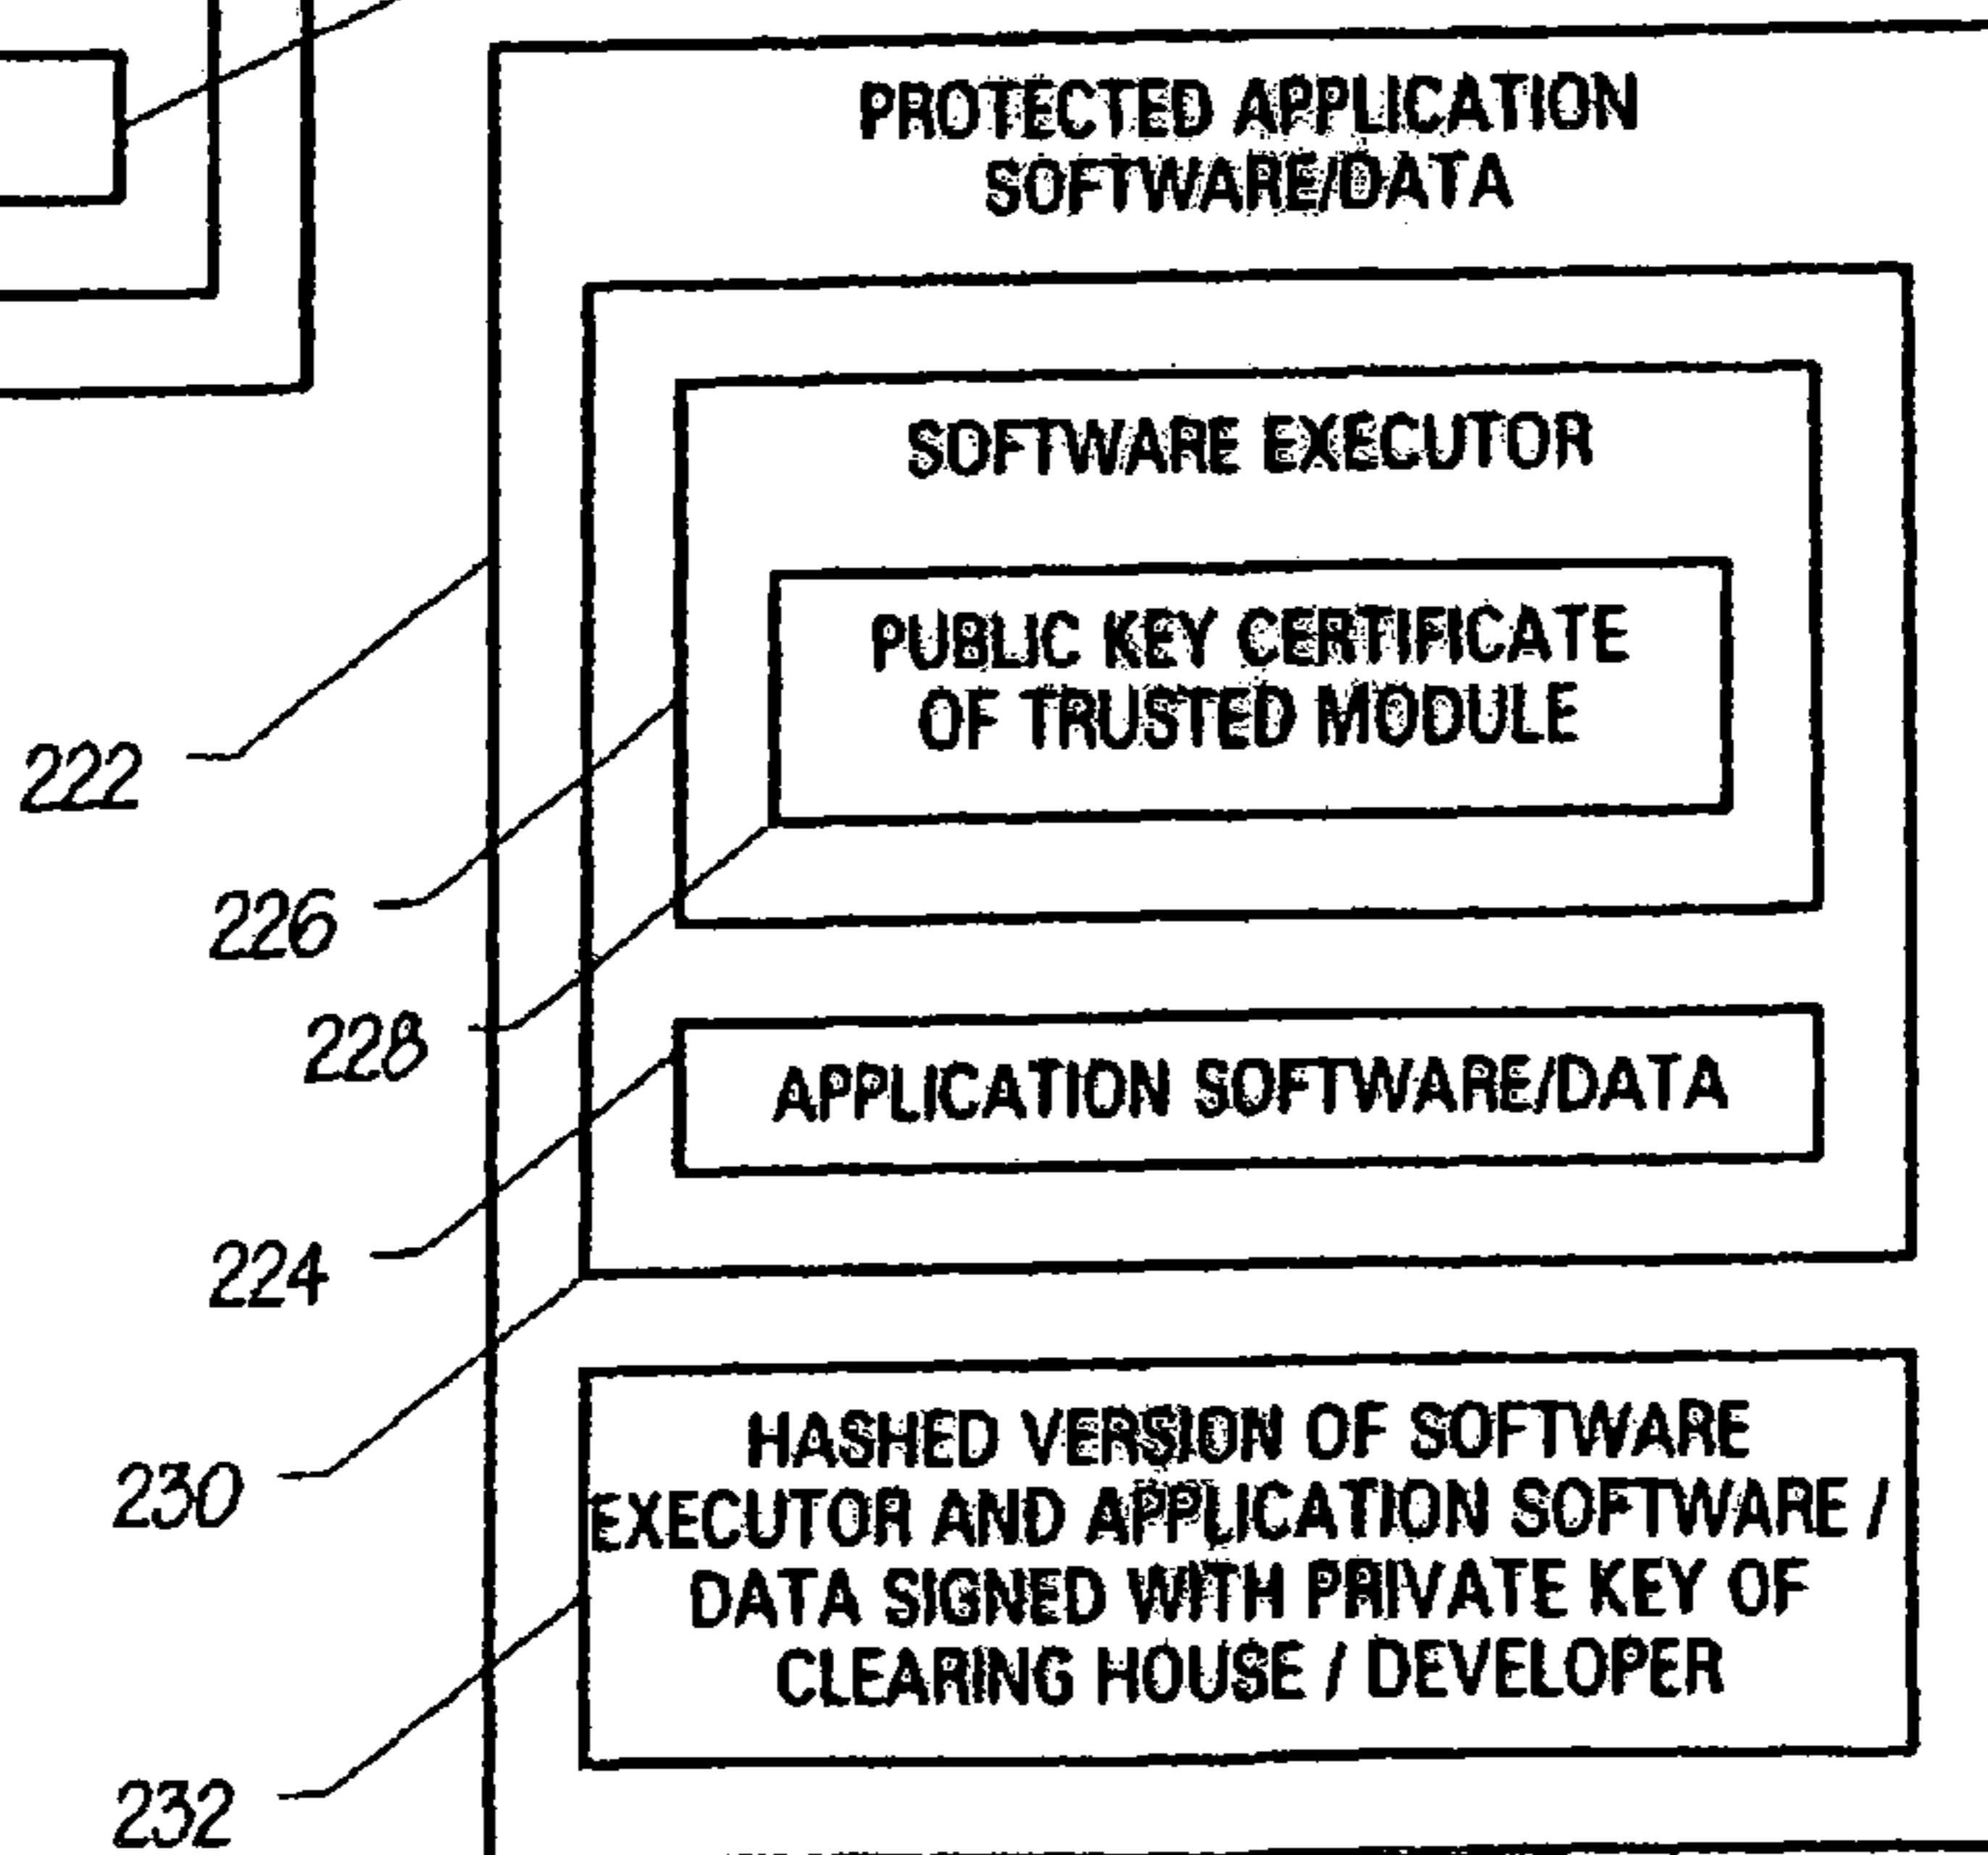 PROTECTED APPLICATION
SOFTWARE/DATA
SOFTWARE EXECUTOR
PUBLIC KEY CERTIFICATE
OF TRUSTED MODULE
222
226
228
APPLICATION SOFTWARE/DATA
224
230
HASHED VERSION OF SOFTWARE
EXECUTOR AND APPLICATION SOFTWARE /
DATA SIGNED WITH PRIVATE KEY OF
CLEARING HOUSE / DEVELOPER
232